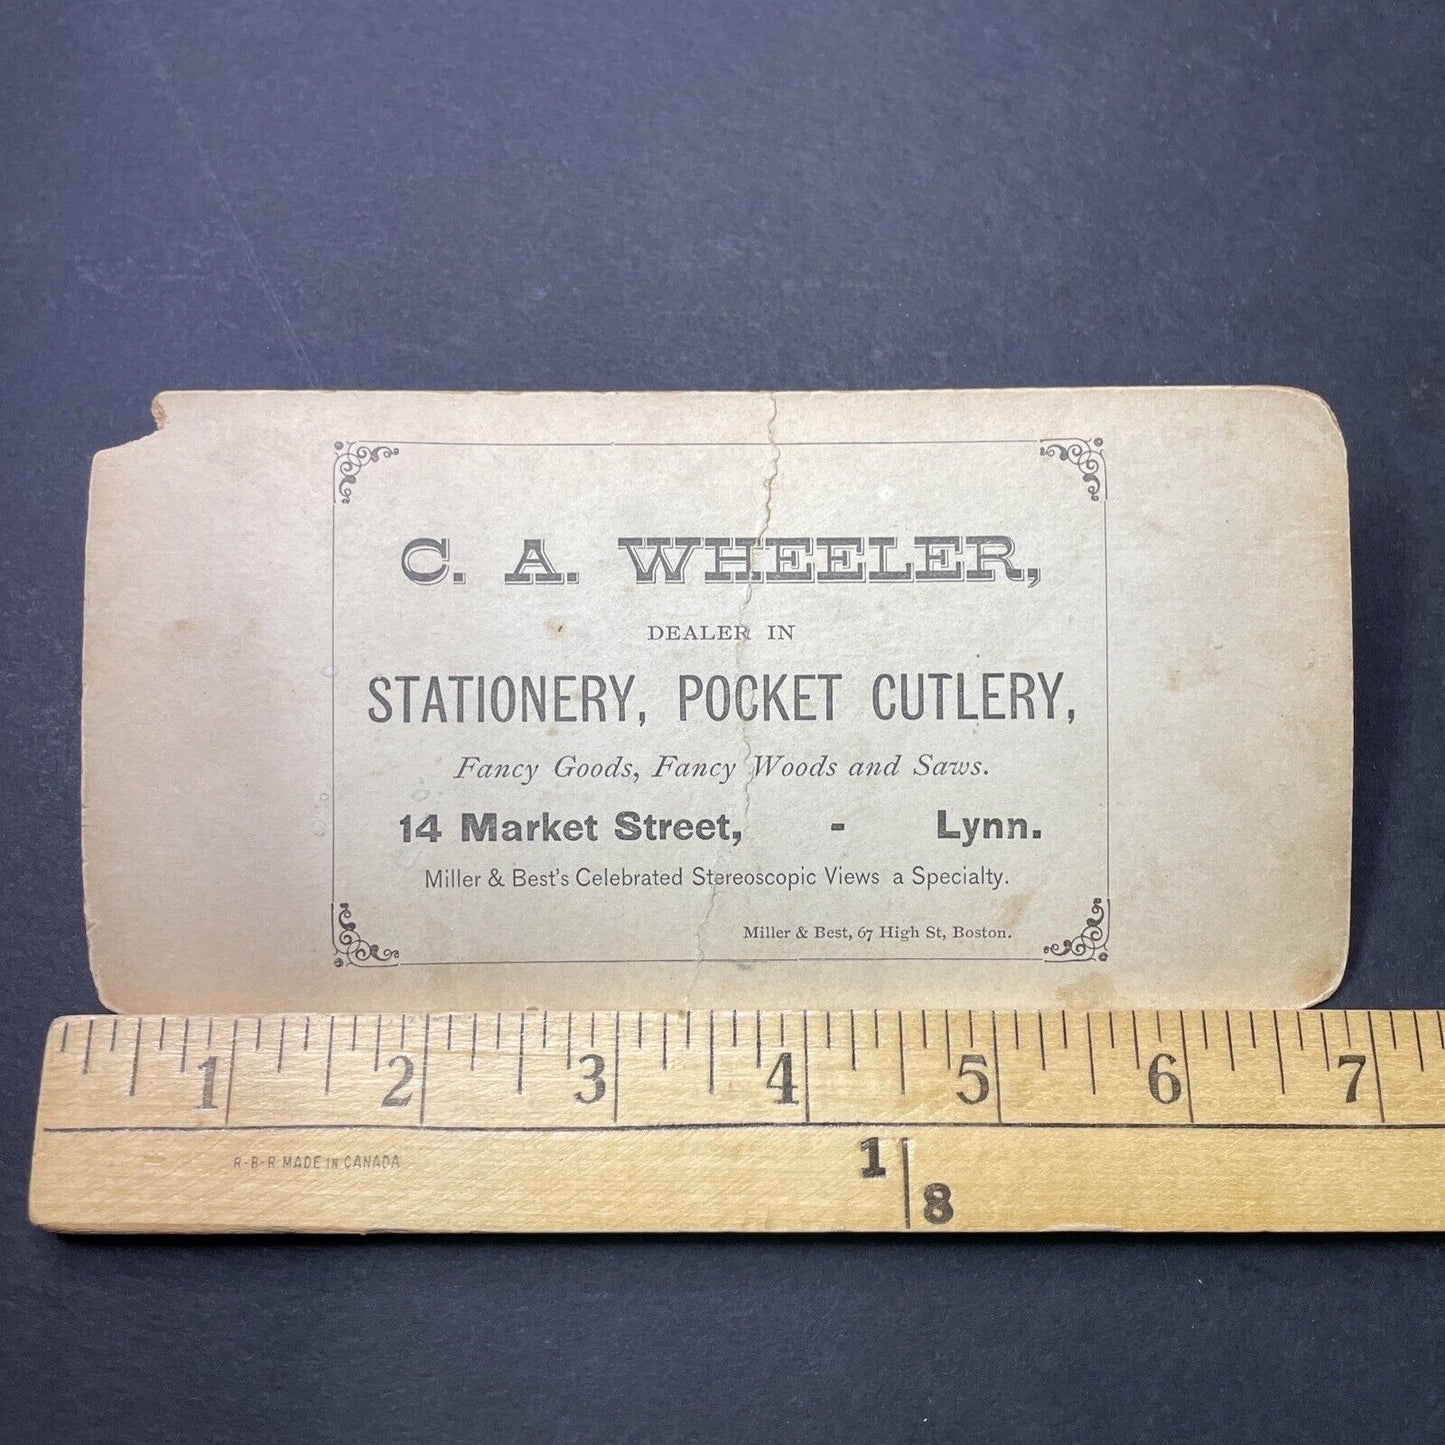 C. A. WHEELER,
DEALER IN
STATIONERY, POCKET CUTLERY,
Fancy Goods, Fancy Woods and Saws.
14 Market Street, - Lynn.
Miller & Best's Celebrated Stereoscopic Views a Specialty.
Miller & Best, 67 High St, Boston.
1 2 3 4 5 6 7
R-B-R MADE IN CANADA
1
8